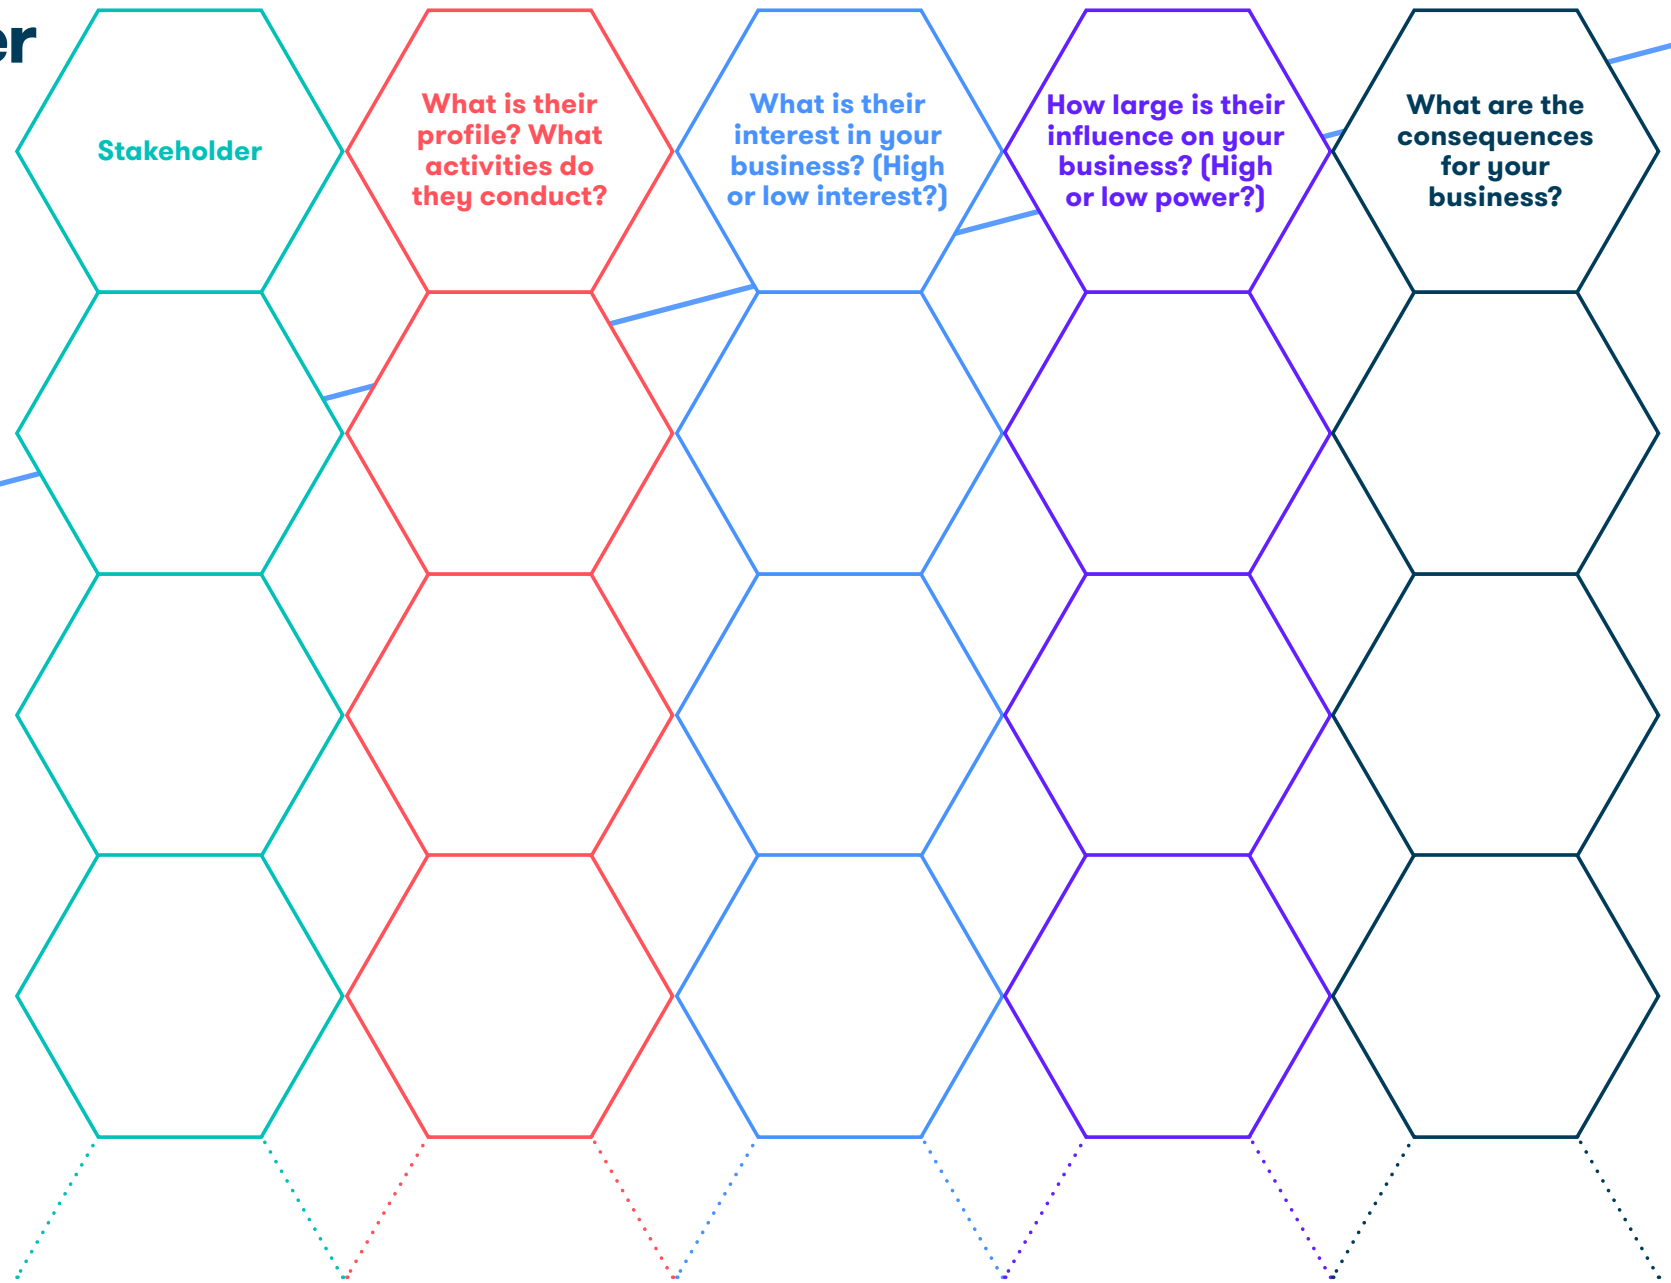 er
Stakeholder
What is their
profile? What
activities do
they conduct?
What is their
interest in your
business? (High
or low interest?)
How large is their
influence on your
business? (High
or low power?)
What are the
consequences
for your
business?